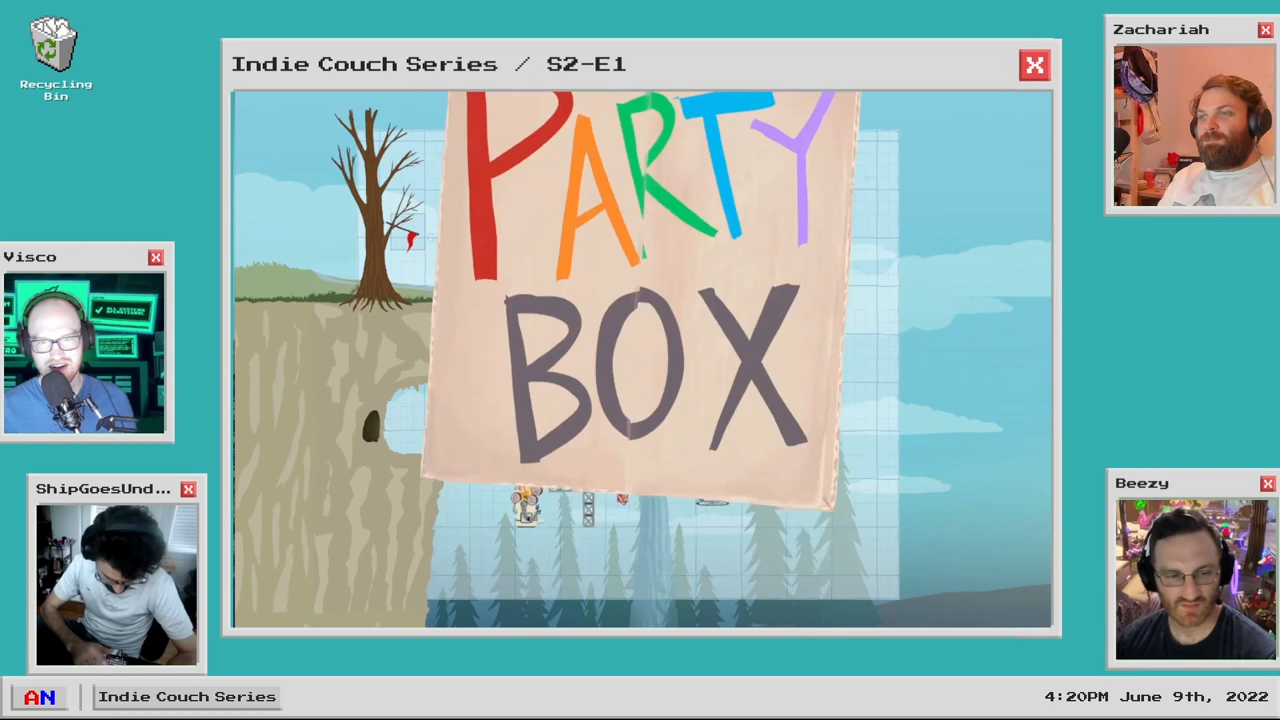 Recycling
Bin
Indie Couch Series / S2-E1
Zachariah
PARTY
BOX
Visco
ShipGoesUnd...
Beezy
AN
Indie Couch Series
4:20PM June 9th, 2022